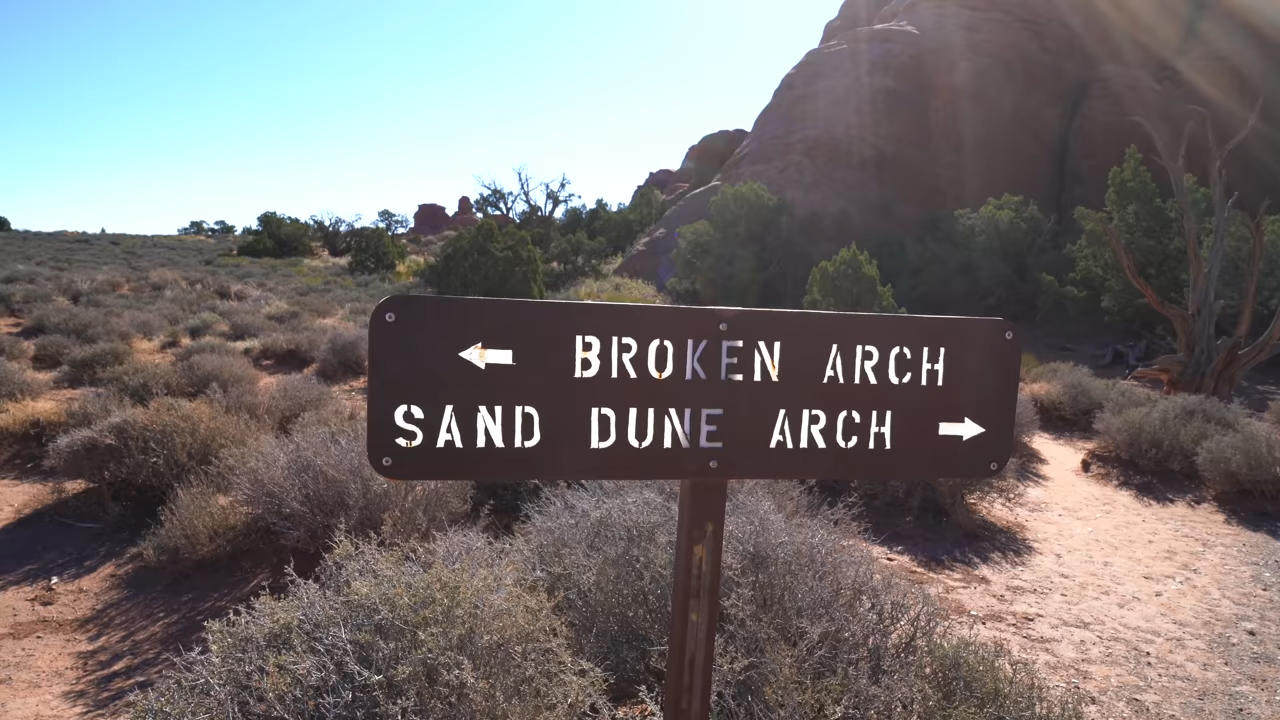 ← BROKEN ARCH
SAND DUNE ARCH →